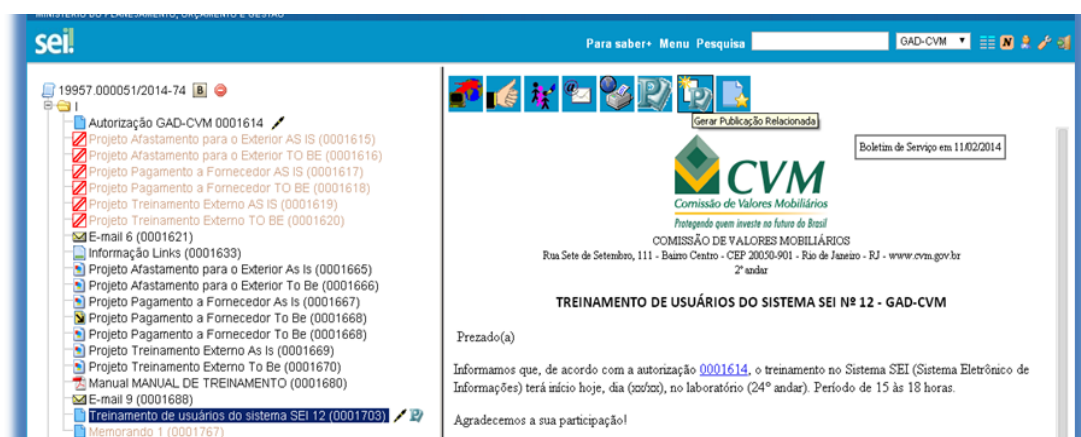 MINISTÉRIO DO PLANEJAMENTO, ORÇAMENTO E GESTÃO
sei!
Para saber+ Menu Pesquisa
GAD-CVM
N
19957.000051/2014-74 B
I
Autorização GAD-CVM 0001614
Projeto Afastamento para o Exterior AS IS (0001615)
Projeto Afastamento para o Exterior TO BE (0001616)
Projeto Pagamento a Fornecedor AS IS (0001617)
Projeto Pagamento a Fornecedor TO BE (0001618)
Projeto Treinamento Externo AS IS (0001619)
Projeto Treinamento Externo TO BE (0001620)
E-mail 6 (0001621)
Informação Links (0001633)
Projeto Afastamento para o Exterior As Is (0001665)
Projeto Afastamento para o Exterior To Be (0001666)
Projeto Pagamento a Fornecedor As Is (0001667)
Projeto Pagamento a Fornecedor To Be (0001668)
Projeto Pagamento a Fornecedor To Be (0001668)
Projeto Treinamento Externo As Is (0001669)
Projeto Treinamento Externo To Be (0001670)
Manual MANUAL DE TREINAMENTO (0001680)
E-mail 9 (0001688)
Treinamento de usuários do sistema SEI 12 (0001703)
Memorando 1 (0001767)
Gerar Publicação Relacionada
Boletim de Serviço em 11/02/2014
CVM
Comissão de Valores Mobiliários
Protegendo quem investe no futuro do Brasil
COMISSÃO DE VALORES MOBILIÁRIOS
Rua Sete de Setembro, 111 - Bairro Centro - CEP 20050-901 - Rio de Janeiro - RJ - www.cvm.gov.br
2º andar
TREINAMENTO DE USUÁRIOS DO SISTEMA SEI Nº 12 - GAD-CVM
Prezado(a)
Informamos que, de acordo com a autorização 0001614, o treinamento no Sistema SEI (Sistema Eletrônico de
Informações) terá início hoje, dia (xx/xx), no laboratório (24º andar). Período de 15 às 18 horas.
Agradecemos a sua participação!